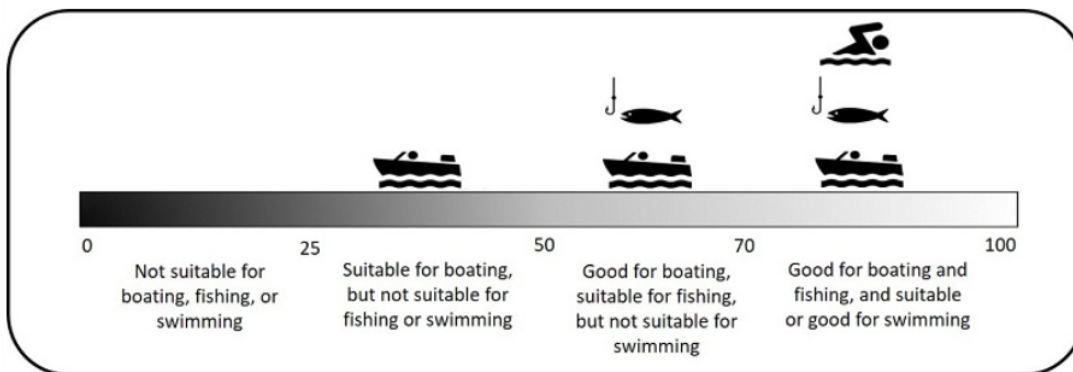 0
25
50
70
100
Not suitable for
boating, fishing, or
swimming
Suitable for boating,
but not suitable for
fishing or swimming
Good for boating,
suitable for fishing,
but not suitable for
swimming
Good for boating and
fishing, and suitable
or good for swimming